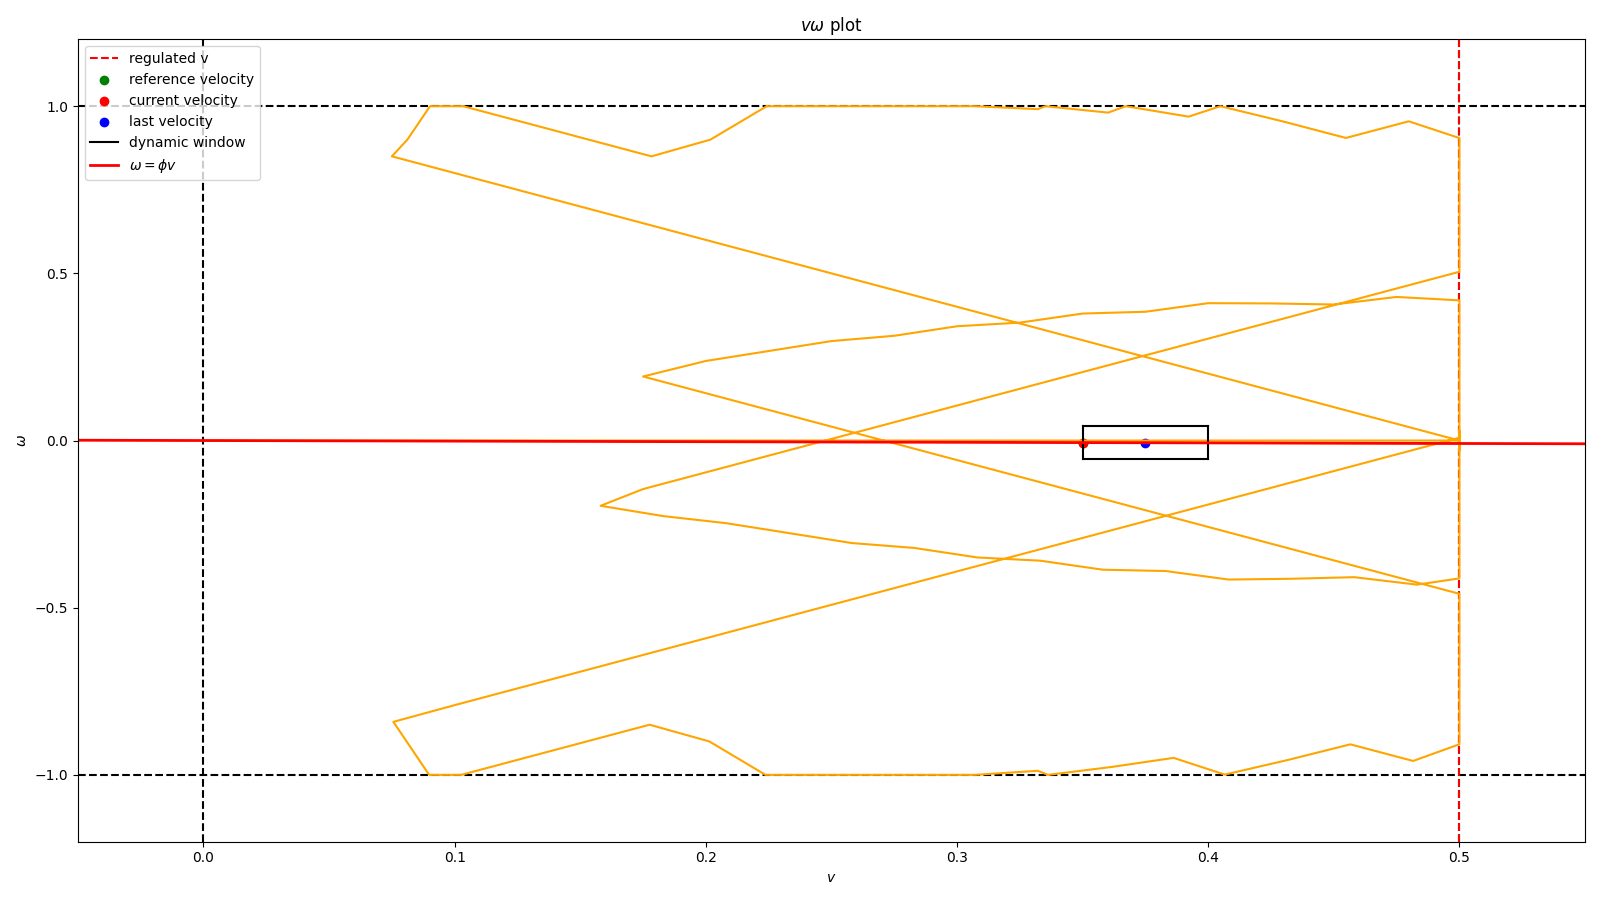 vω plot
regulated v
reference velocity
current velocity
last velocity
dynamic window
ω = ϕv
1.0
0.5
0.0
−0.5
−1.0
ω
0.0 0.1 0.2 0.3 0.4 0.5
v